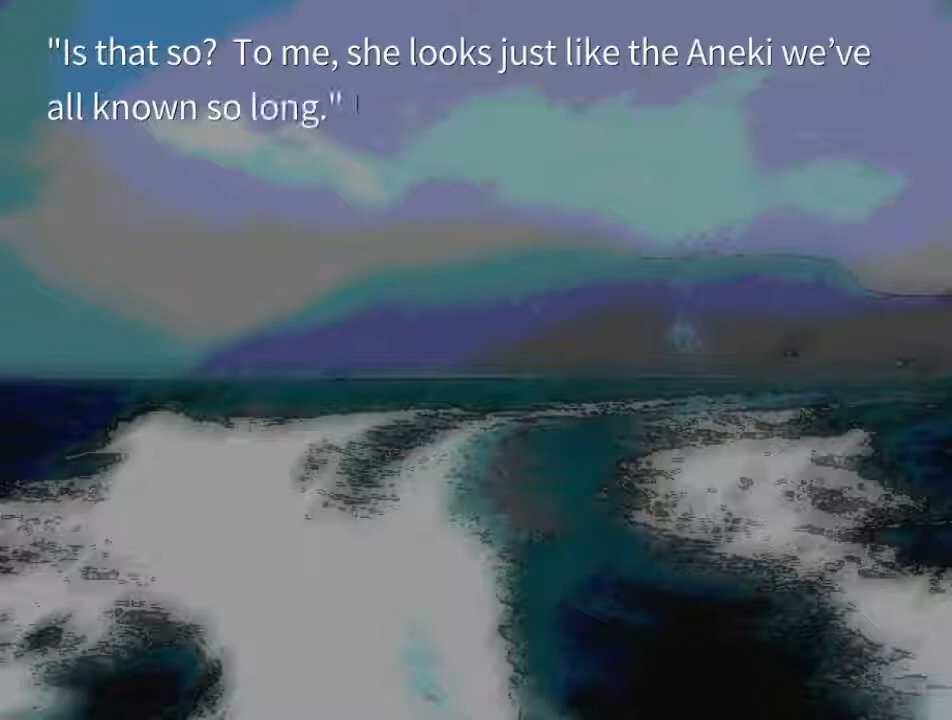 "Is that so?  To me, she looks just like the Aneki we’ve
all known so long."